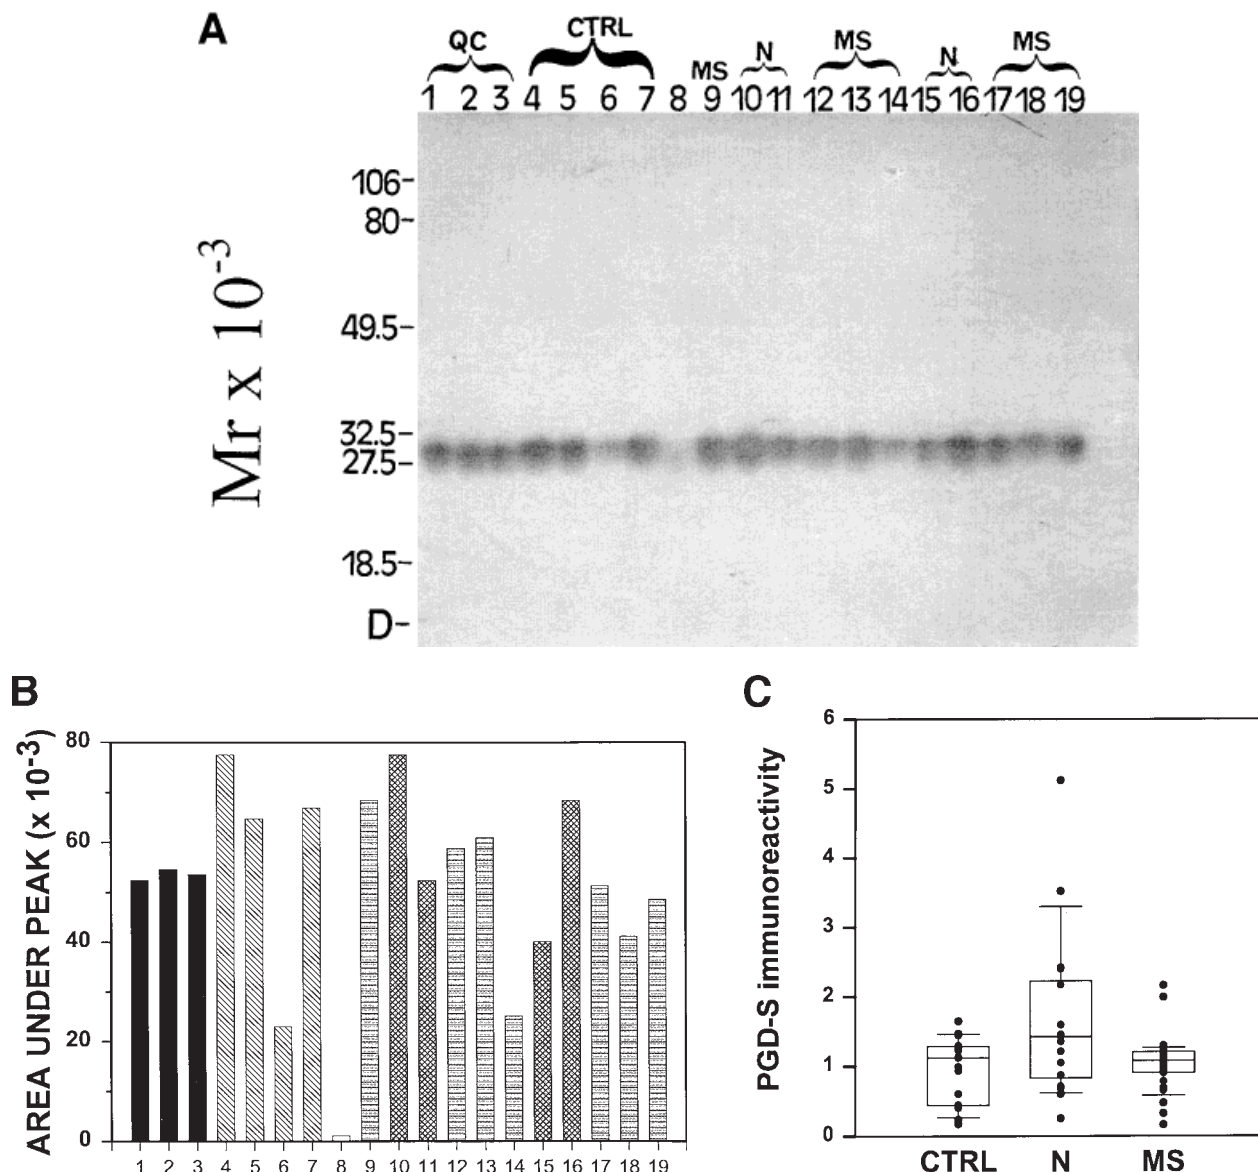 A
QC CTRL MS N MS N MS
1 2 3 4 5 6 7 8 9 10 11 12 13 14 15 16 17 18 19
Mr x 10-3
106-
80-
49.5-
32.5-
27.5-
18.5-
D-
B
AREA UNDER PEAK (x 10-3)
80
60
40
20
0
1 2 3 4 5 6 7 8 9 10 11 12 13 14 15 16 17 18 19
C
PGD-S immunoreactivity
6
5
4
3
2
1
0
CTRL N MS